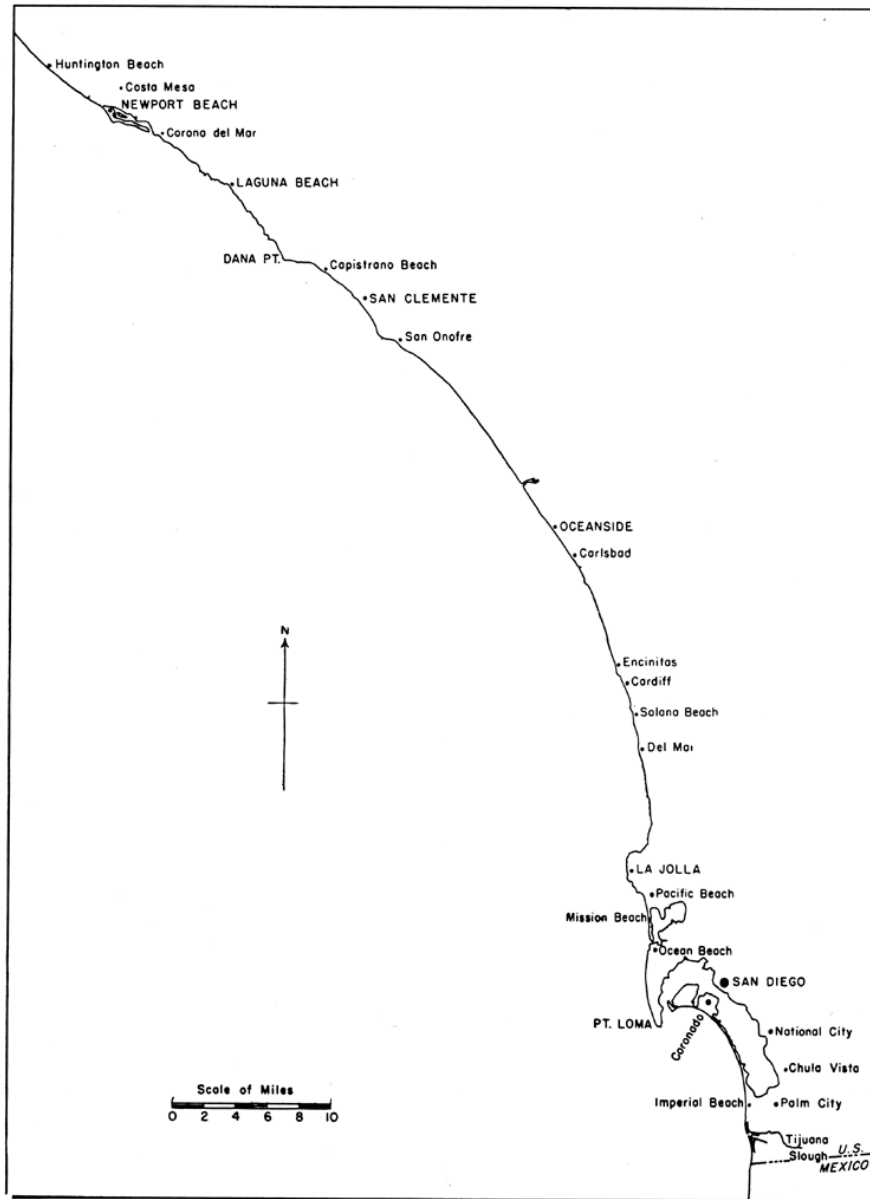 Huntington Beach
Costa Mesa
NEWPORT BEACH
Corona del Mar
LAGUNA BEACH
DANA PT.
Capistrano Beach
SAN CLEMENTE
San Onofre
OCEANSIDE
Carlsbad
N
Encinitas
Cardiff
Solana Beach
Del Mar
LA JOLLA
Pacific Beach
Mission Beach
Ocean Beach
SAN DIEGO
PT. LOMA
Coronado
National City
Chula Vista
Scale of Miles
0 2 4 6 8 10
Imperial Beach
Palm City
Tijuana
Slough
U.S.
MEXICO